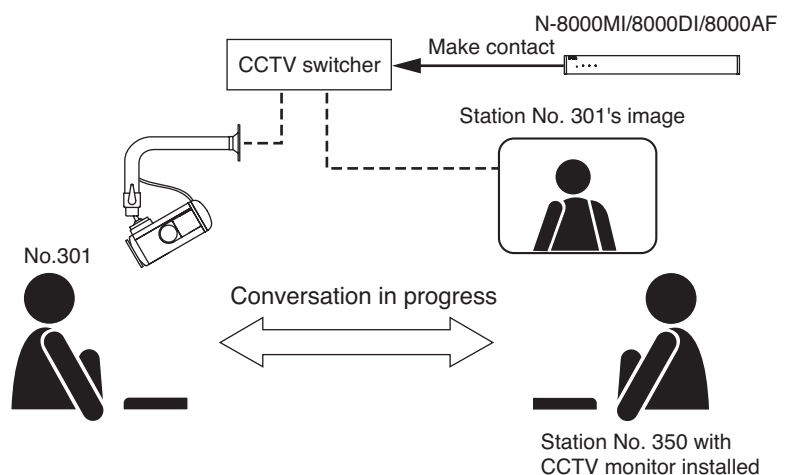 N-8000MI/8000DI/8000AF
Make contact
CCTV switcher
Station No. 301's image
No.301
Conversation in progress
Station No. 350 with
CCTV monitor installed